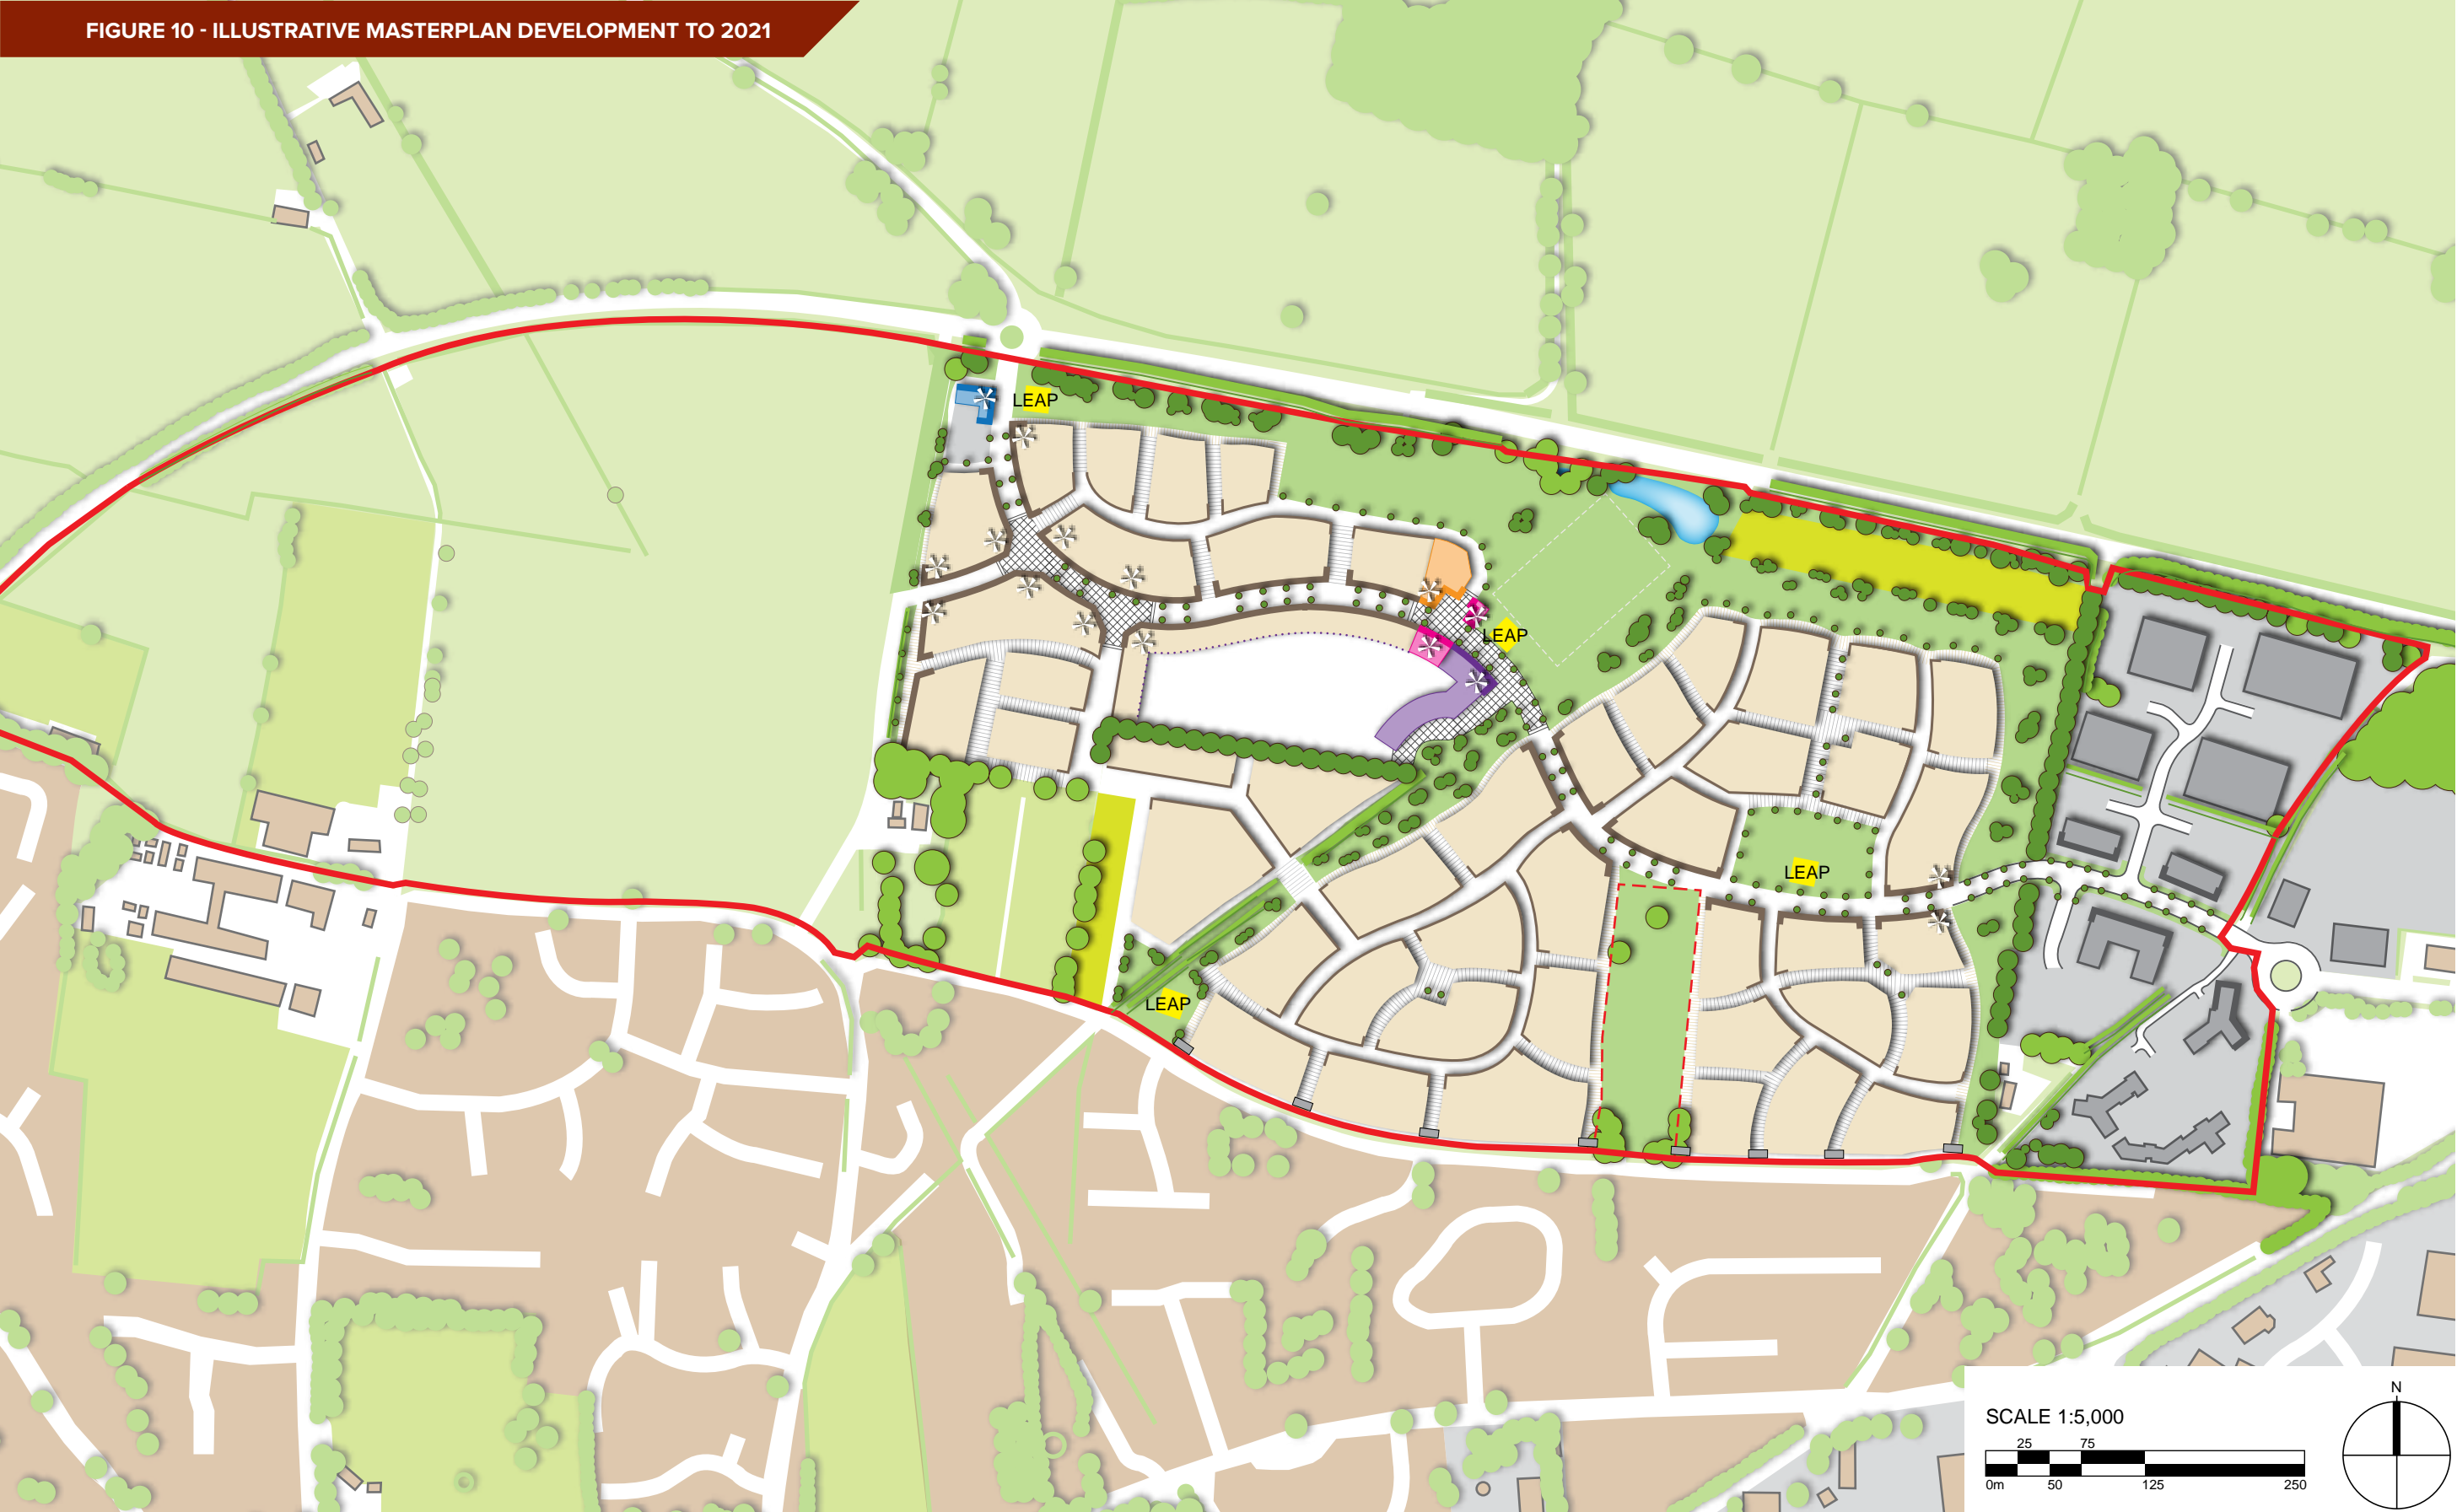 FIGURE 10 - ILLUSTRATIVE MASTERPLAN DEVELOPMENT TO 2021
LEAP
LEAP
LEAP
LEAP
N
SCALE 1:5,000
25 75
0m 50 125 250